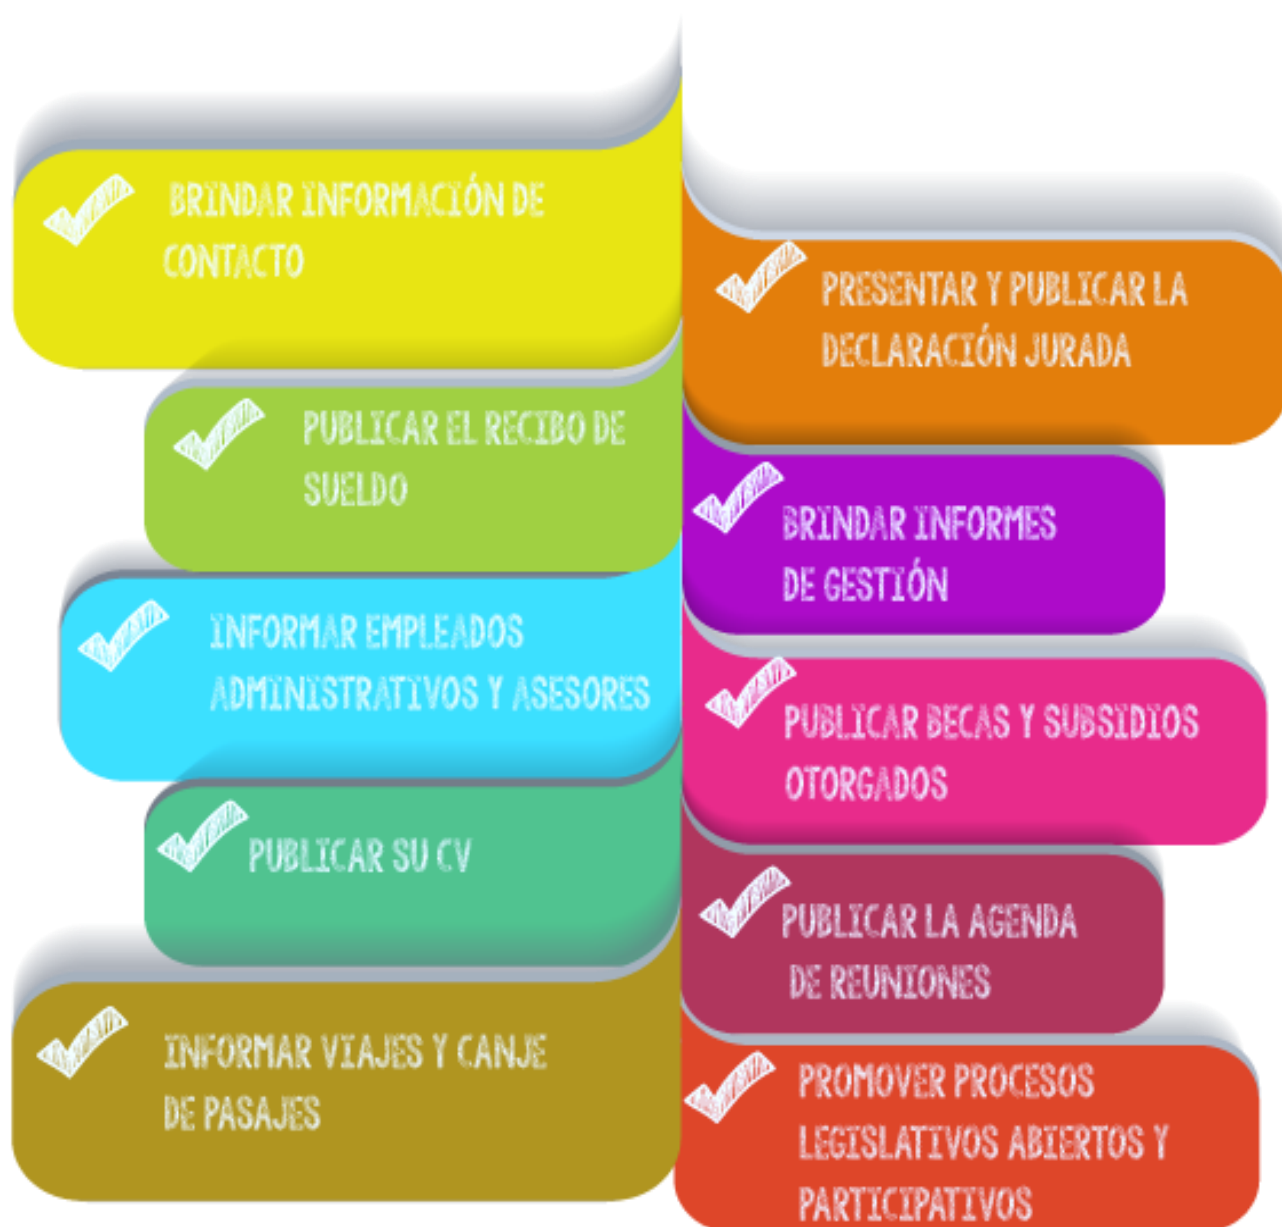 BRINDAR INFORMACIÓN DE
CONTACTO
PRESENTAR Y PUBLICAR LA
DECLARACIÓN JURADA
PUBLICAR EL RECIBO DE
SUELDO
BRINDAR INFORMES
DE GESTIÓN
INFORMAR EMPLEADOS
ADMINISTRATIVOS Y ASESORES
PUBLICAR BECAS Y SUBSIDIOS
OTORGADOS
PUBLICAR SU CV
PUBLICAR LA AGENDA
DE REUNIONES
INFORMAR VIAJES Y CANJE
DE PASAJES
PROMOVER PROCESOS
LEGISLATIVOS ABIERTOS Y
PARTICIPATIVOS